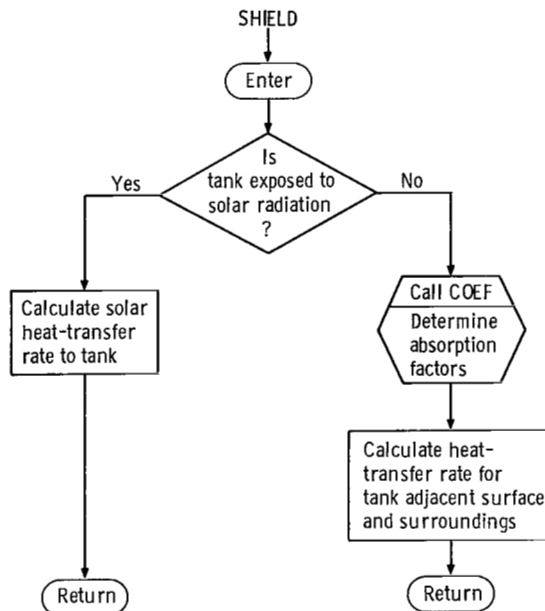 SHIELD
Enter
Is
tank exposed to
solar radiation
?
Yes
No
Calculate solar
heat-transfer
rate to tank
Call COEF
Determine
absorption
factors
Calculate heat-
transfer rate for
tank adjacent surface
and surroundings
Return
Return